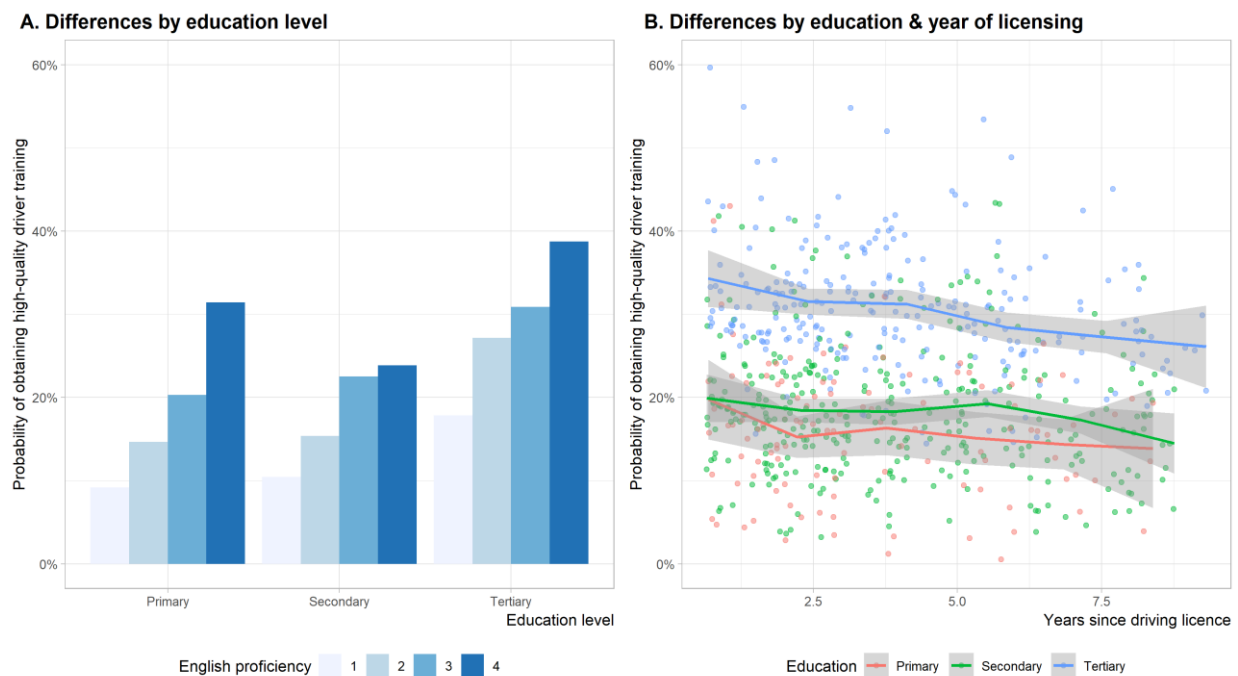 A. Differences by education level
Probability of obtaining high-quality driver training
60%
40%
20%
0%
Primary Secondary Tertiary
Education level
English proficiency 1 2 3 4
B. Differences by education & year of licensing
Probability of obtaining high-quality driver training
60%
40%
20%
0%
2.5 5.0 7.5
Years since driving licence
Education Primary Secondary Tertiary